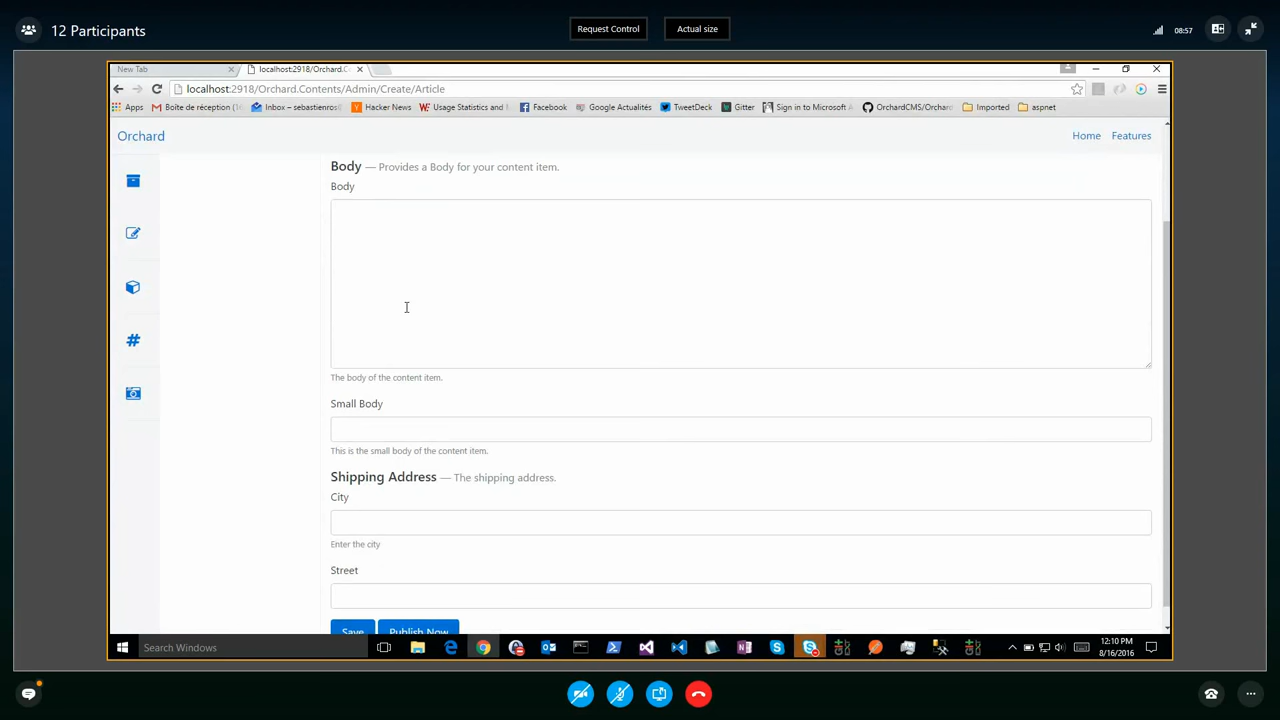 12 Participants
Request Control
Actual size
08:57
New Tab
localhost:2918/Orchard.C
localhost:2918/Orchard.Contents/Admin/Create/Article
Apps
Boîte de réception (1
Inbox – sebastienros
Hacker News
Usage Statistics and
Facebook
Google Actualités
TweetDeck
Gitter
Sign in to Microsoft
OrchardCMS/Orchard
Imported
aspnet
Orchard
Home
Features
Body — Provides a Body for your content item.
Body
The body of the content item.
Small Body
This is the small body of the content item.
Shipping Address — The shipping address.
City
Enter the city
Street
Save
Publish Now
Search Windows
12:10 PM
8/16/2016